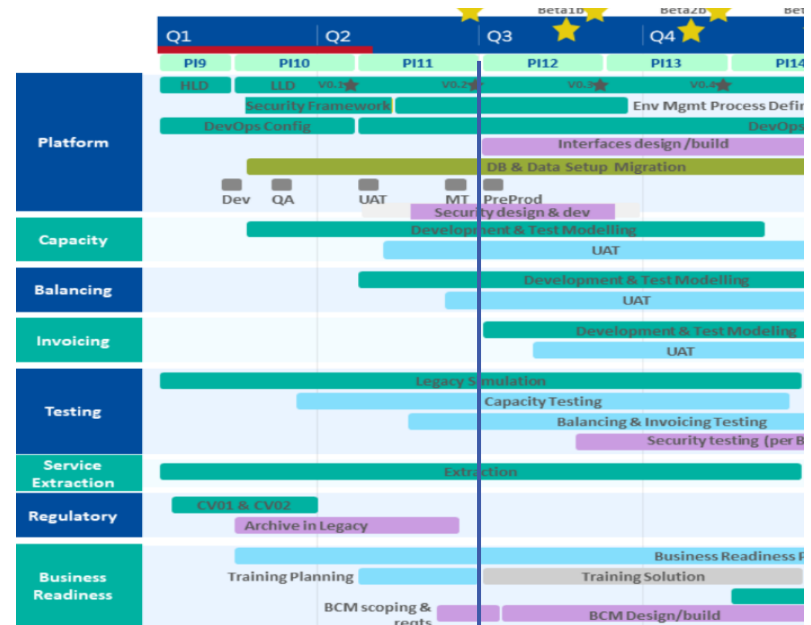 Beta1b
Beta2b
Q1
Q2
Q3
Q4
PI9
PI10
PI11
PI12
PI13
PI14
Platform
HLD
LLD
V0.1
V0.2
V0.3
V0.4
Security Framework
Env Mgmt Process Defin
DevOps Config
DevOps
Interfaces design /build
DB & Data Setup Migration
Dev
QA
UAT
MT
PreProd
Security design & dev
Capacity
Development & Test Modelling
UAT
Balancing
Development & Test Modelling
UAT
Invoicing
Development & Test Modeling
UAT
Testing
Legacy Simulation
Capacity Testing
Balancing & Invoicing Testing
Security testing (per B
Service
Extraction
Extraction
Regulatory
CV01 & CV02
Archive in Legacy
Business
Readiness
Business Readiness
Training Planning
Training Solution
BCM scoping &
reqts
BCM Design/build